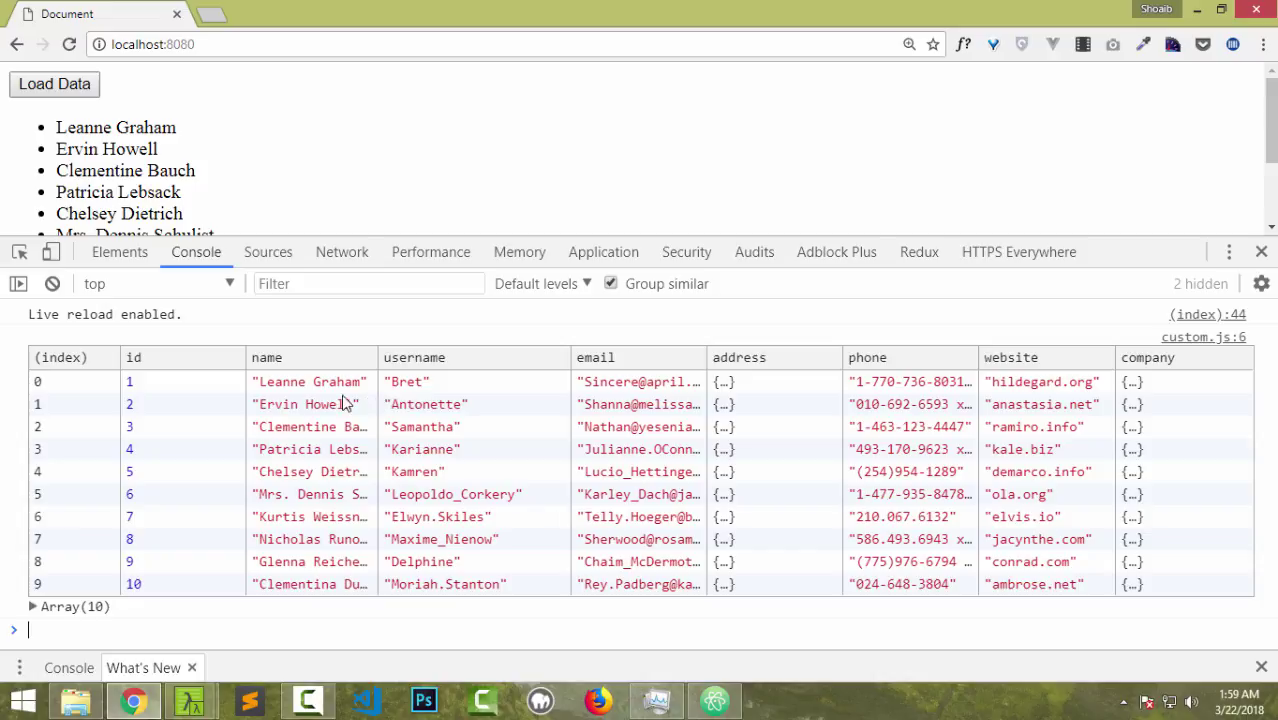 Document
Shoaib
localhost:8080
f?
Load Data
Leanne Graham
Ervin Howell
Clementine Bauch
Patricia Lebsack
Chelsey Dietrich
Mrs. Dennis Schulist
Elements Console Sources Network Performance Memory Application Security Audits Adblock Plus Redux HTTPS Everywhere
top Filter Default levels Group similar 2 hidden
Live reload enabled. (index):44
custom.js:6
(index) id name username email address phone website company
0 1 "Leanne Graham" "Bret" "Sincere@april.… {…} "1-770-736-8031… "hildegard.org" {…}
1 2 "Ervin Howell" "Antonette" "Shanna@melissa… {…} "010-692-6593 x… "anastasia.net" {…}
2 3 "Clementine Ba… "Samantha" "Nathan@yesenia… {…} "1-463-123-4447" "ramiro.info" {…}
3 4 "Patricia Lebs… "Karianne" "Julianne.OConn… {…} "493-170-9623 x… "kale.biz" {…}
4 5 "Chelsey Dietr… "Kamren" "Lucio_Hettinge… {…} "(254)954-1289" "demarco.info" {…}
5 6 "Mrs. Dennis S… "Leopoldo_Corkery" "Karley_Dach@ja… {…} "1-477-935-8478… "ola.org" {…}
6 7 "Kurtis Weissn… "Elwyn.Skiles" "Telly.Hoeger@b… {…} "210.067.6132" "elvis.io" {…}
7 8 "Nicholas Runo… "Maxime_Nienow" "Sherwood@rosam… {…} "586.493.6943 x… "jacynthe.com" {…}
8 9 "Glenna Reiche… "Delphine" "Chaim_McDermot… {…} "(775)976-6794 … "conrad.com" {…}
9 10 "Clementina Du… "Moriah.Stanton" "Rey.Padberg@ka… {…} "024-648-3804" "ambrose.net" {…}
Array(10)
Console What's New
Ps
1:59 AM
3/22/2018